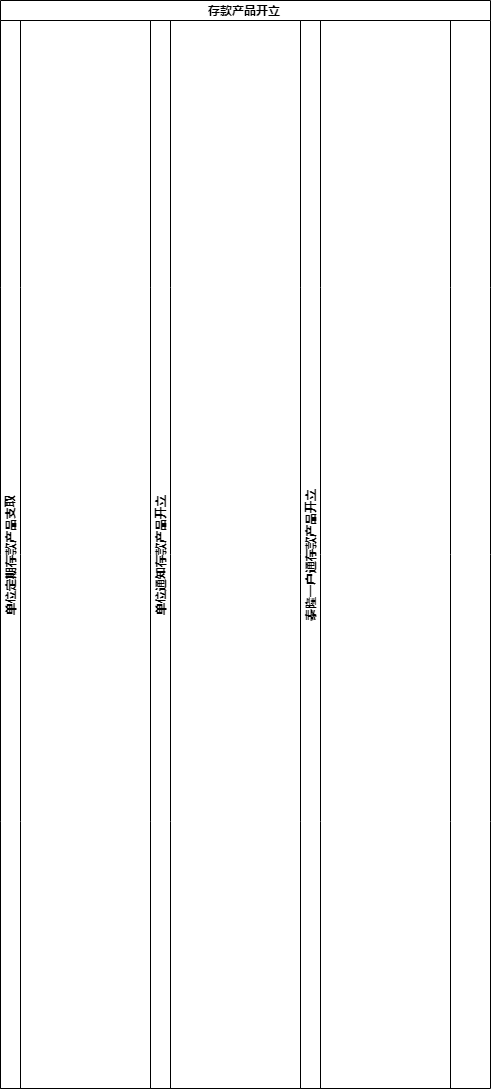 存款产品开立
单位定期存款产品支取
单位通知存款产品开立
泰隆一户通存款产品开立